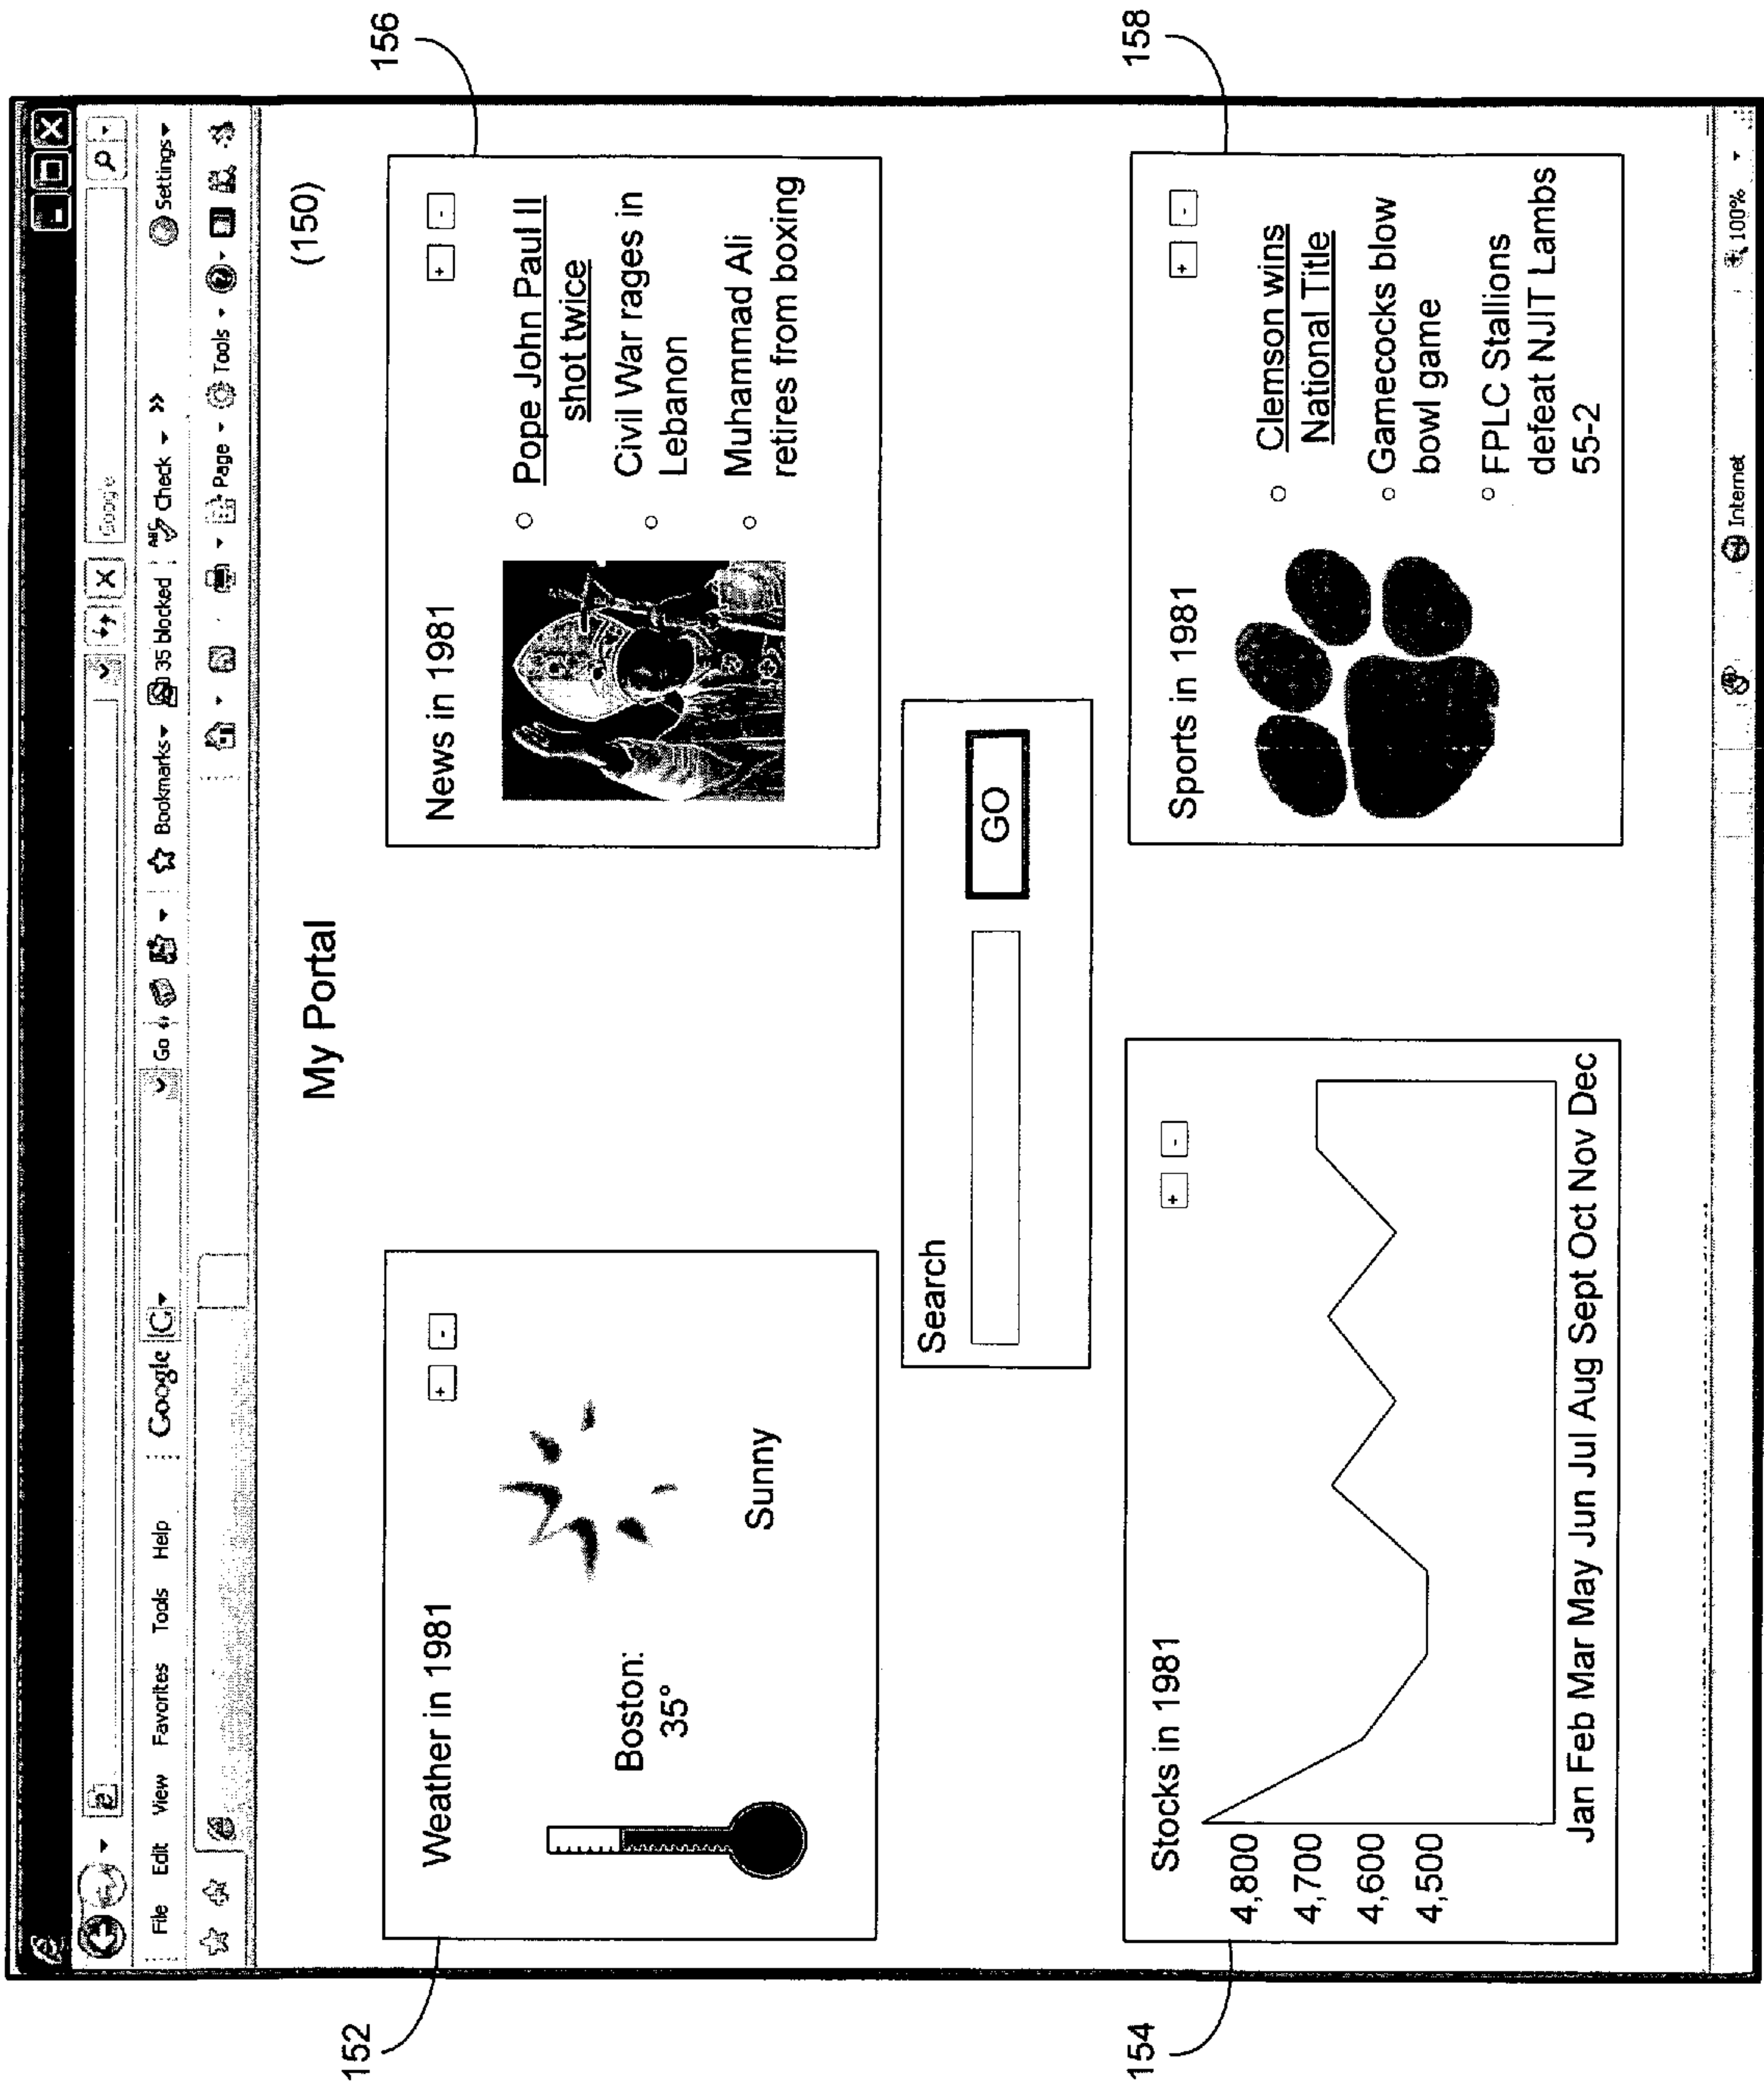 Google
File Edit View Favorites Tools Help
Google
Go
Bookmarks
35 blocked
ABC
Check
»
Settings
Page
Tools
My Portal
(150)
152
Weather in 1981
+ -
Boston:
35°
Sunny
156
News in 1981
+ -
Pope John Paul II
shot twice
Civil War rages in
Lebanon
Muhammad Ali
retires from boxing
Search
GO
154
Stocks in 1981
+ -
4,800
4,700
4,600
4,500
Jan Feb Mar May Jun Jul Aug Sept Oct Nov Dec
158
Sports in 1981
+ -
Clemson wins
National Title
Gamecocks blow
bowl game
FPLC Stallions
defeat NJIT Lambs
55-2
Internet
100%